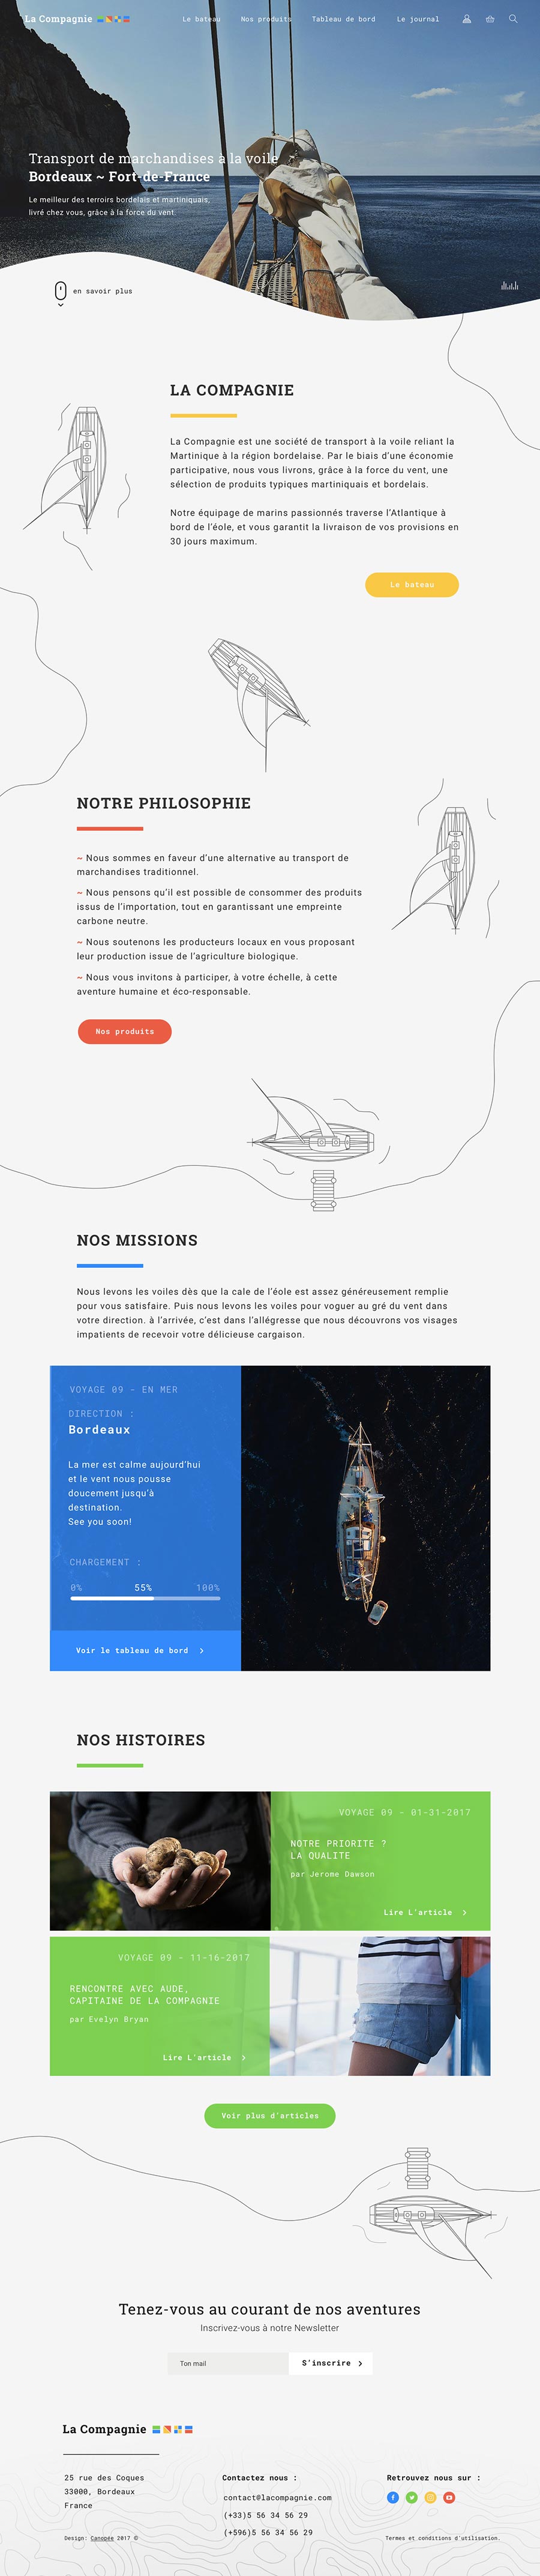 La Compagnie
Le bateau
Nos produits
Tableau de bord
Le journal
Transport de marchandises à la voile
Bordeaux ~ Fort-de-France
Le meilleur des terroirs bordelais et martiniquais,
livré chez vous, grâce à la force du vent.
en savoir plus
LA COMPAGNIE
La Compagnie est une société de transport à la voile reliant la
Martinique à la région bordelaise. Par le biais d'une économie
participative, nous vous livrons, grâce à la force du vent, une
sélection de produits typiques martiniquais et bordelais.
Notre équipage de marins passionnés traverse l'Atlantique à
bord de l'éole, et vous garantit la livraison de vos provisions en
30 jours maximum.
Le bateau
NOTRE PHILOSOPHIE
~ Nous sommes en faveur d'une alternative au transport de
marchandises traditionnel.
~ Nous pensons qu'il est possible de consommer des produits
issus de l'importation, tout en garantissant une empreinte
carbone neutre.
~ Nous soutenons les producteurs locaux en vous proposant
leur production issue de l'agriculture biologique.
~ Nous vous invitons à participer, à votre échelle, à cette
aventure humaine et éco-responsable.
Nos produits
NOS MISSIONS
Nous levons les voiles dès que la cale de l'éole est assez généreusement remplie
pour vous satisfaire. Puis nous levons les voiles pour voguer au gré du vent dans
votre direction. à l'arrivée, c'est dans l'allégresse que nous découvrons vos visages
impatients de recevoir votre délicieuse cargaison.
VOYAGE 09 - EN MER
DIRECTION :
Bordeaux
La mer est calme aujourd'hui
et le vent nous pousse
doucement jusqu'à
destination.
See you soon!
CHARGEMENT :
0% 55% 100%
Voir le tableau de bord
NOS HISTOIRES
VOYAGE 09 - 01-31-2017
NOTRE PRIORITE ?
LA QUALITE
par Jerome Dawson
Lire L'article
VOYAGE 09 - 11-16-2017
RENCONTRE AVEC AUDE,
CAPITAINE DE LA COMPAGNIE
par Evelyn Bryan
Lire L'article
Voir plus d'articles
Tenez-vous au courant de nos aventures
Inscrivez-vous à notre Newsletter
Ton mail
S'inscrire
La Compagnie
25 rue des Coques
33000, Bordeaux
France
Contactez nous :
contact@lacompagnie.com
(+33)5 56 34 56 29
(+596)5 56 34 56 29
Retrouvez nous sur :
Design: Canopée 2017 ©
Termes et conditions d'utilisation.